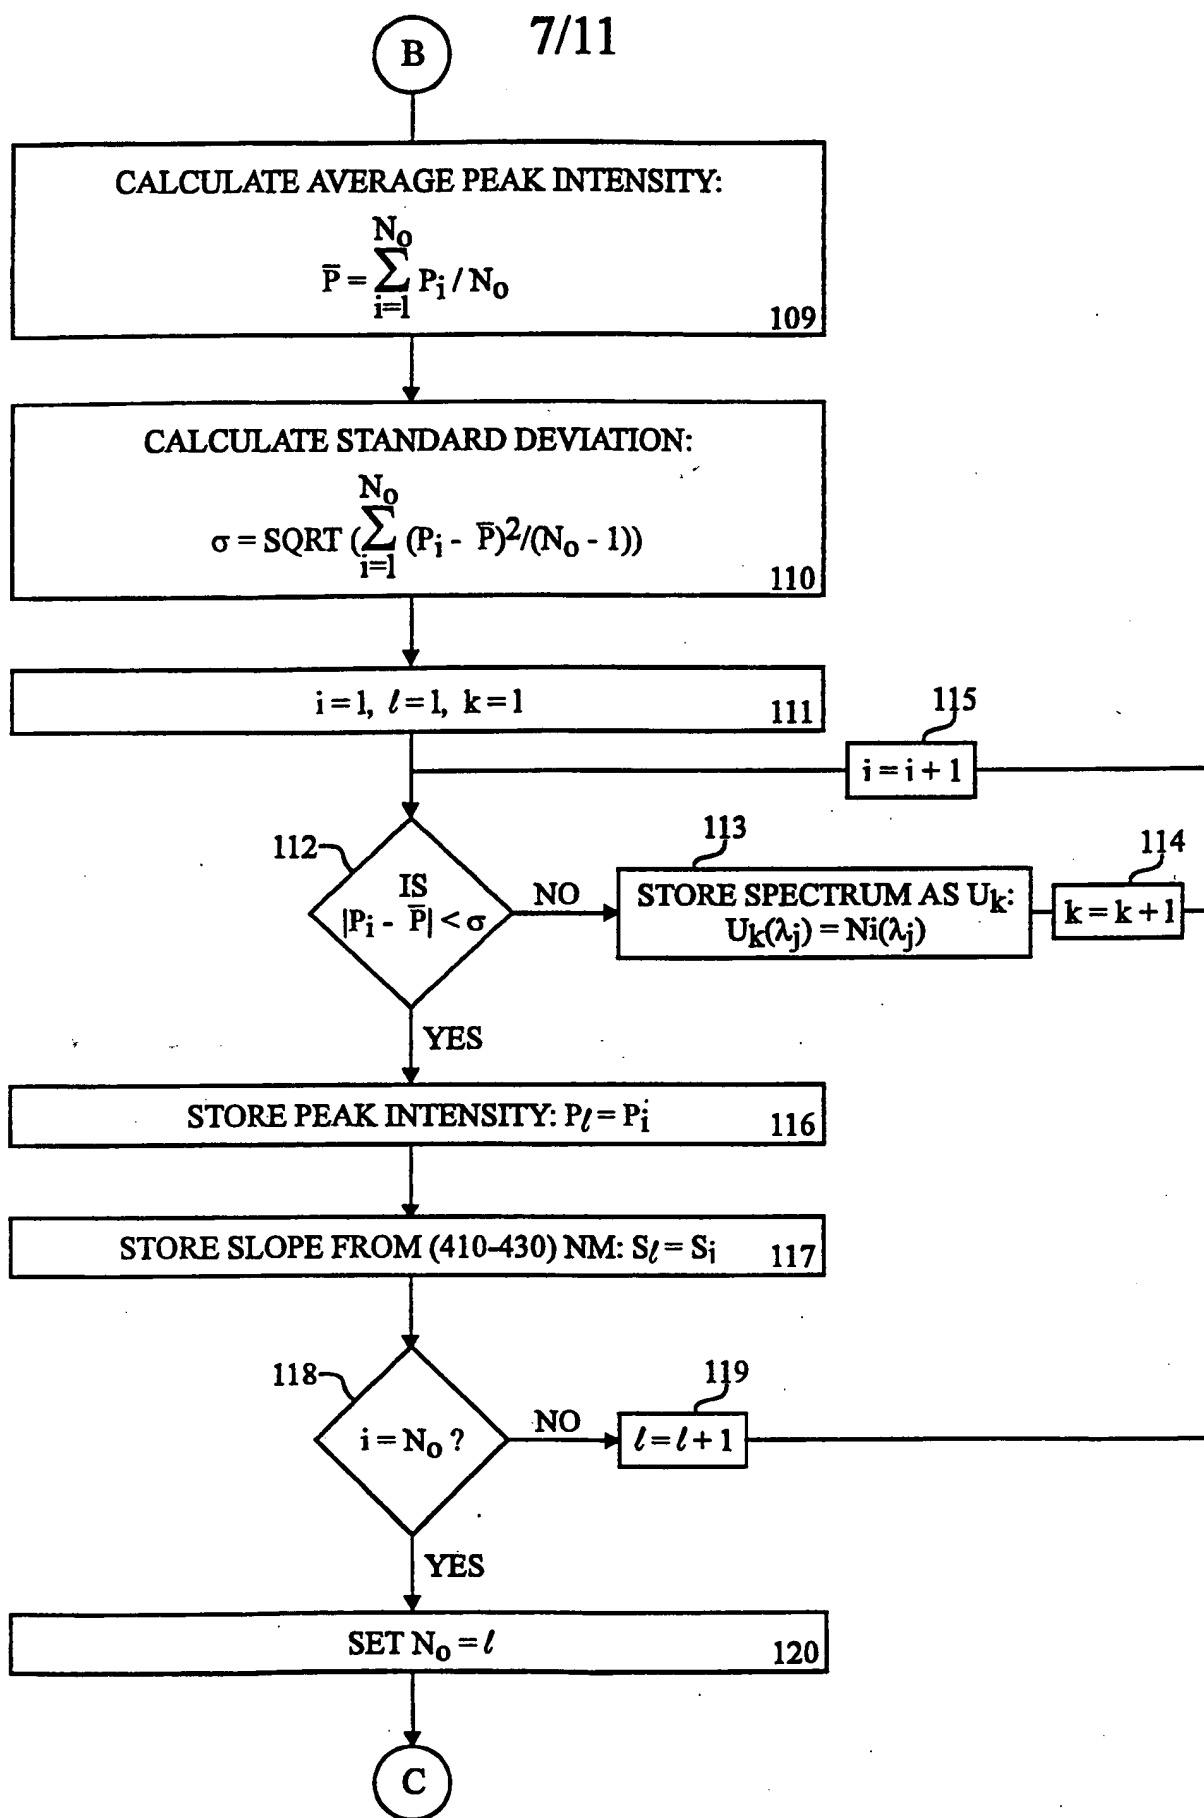 7/11
B
CALCULATE AVERAGE PEAK INTENSITY:
N₀
P̅ = Σ Pᵢ / N₀
i=1
109
CALCULATE STANDARD DEVIATION:
N₀
σ = SQRT (Σ (Pᵢ - P̅)²/(N₀ - 1))
i=1
110
i = 1, ℓ = 1, k = 1
111
115
i = i + 1
112
IS
|Pᵢ - P̅| < σ
NO
113
STORE SPECTRUM AS Uₖ:
Uₖ(λⱼ) = Ni(λⱼ)
114
k = k + 1
YES
STORE PEAK INTENSITY: Pℓ = Pᵢ
116
STORE SLOPE FROM (410-430) NM: Sℓ = Sᵢ
117
118
i = N₀ ?
NO
119
ℓ = ℓ + 1
YES
SET N₀ = ℓ
120
C